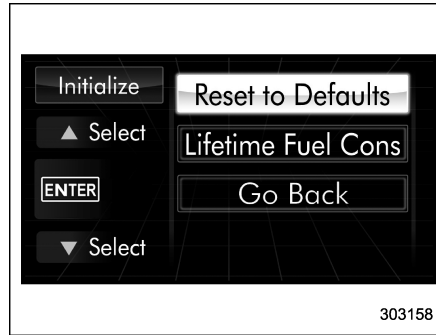 Initialize
Reset to Defaults
▲ Select
Lifetime Fuel Cons
ENTER
Go Back
▼ Select
303158